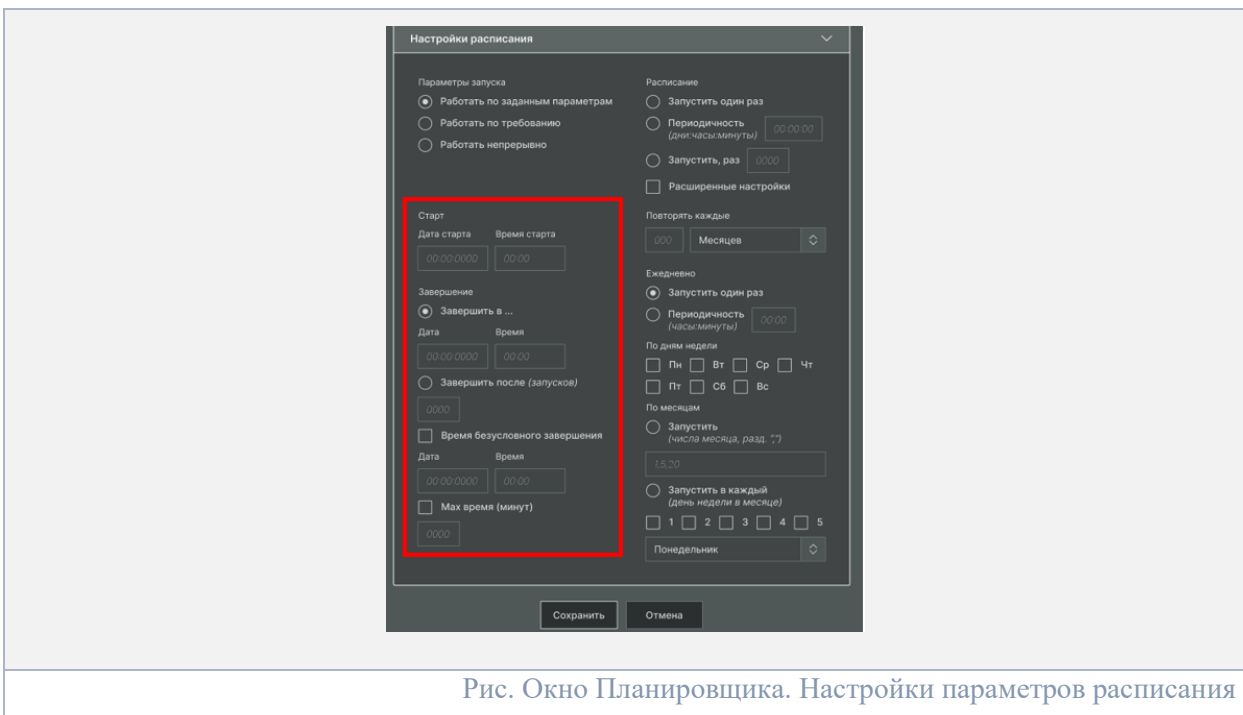 Настройки расписания
Параметры запуска
Работать по заданным параметрам
Работать по требованию
Работать непрерывно
Расписание
Запустить один раз
Периодичность
(дни:часы:минуты)
00:00:00
Запустить, раз 0000
Расширенные настройки
Старт
Дата старта Время старта
00:00:0000 00:00
Завершение
Завершить в ...
Дата Время
00:00:0000 00:00
Завершить после (запусков)
0000
Время безусловного завершения
Дата Время
00:00:0000 00:00
Max время (минут)
0000
Повторять каждые
000 Месяцев
Ежедневно
Запустить один раз
Периодичность
(часы:минуты)
00:00
По дням недели
Пн Вт Ср Чт
Пт Сб Вс
По месяцам
Запустить
(числа месяца, разд. ",")
1,5,20
Запустить в каждый
(день недели в месяце)
1 2 3 4 5
Понедельник
Сохранить Отмена
Рис. Окно Планировщика. Настройки параметров расписания